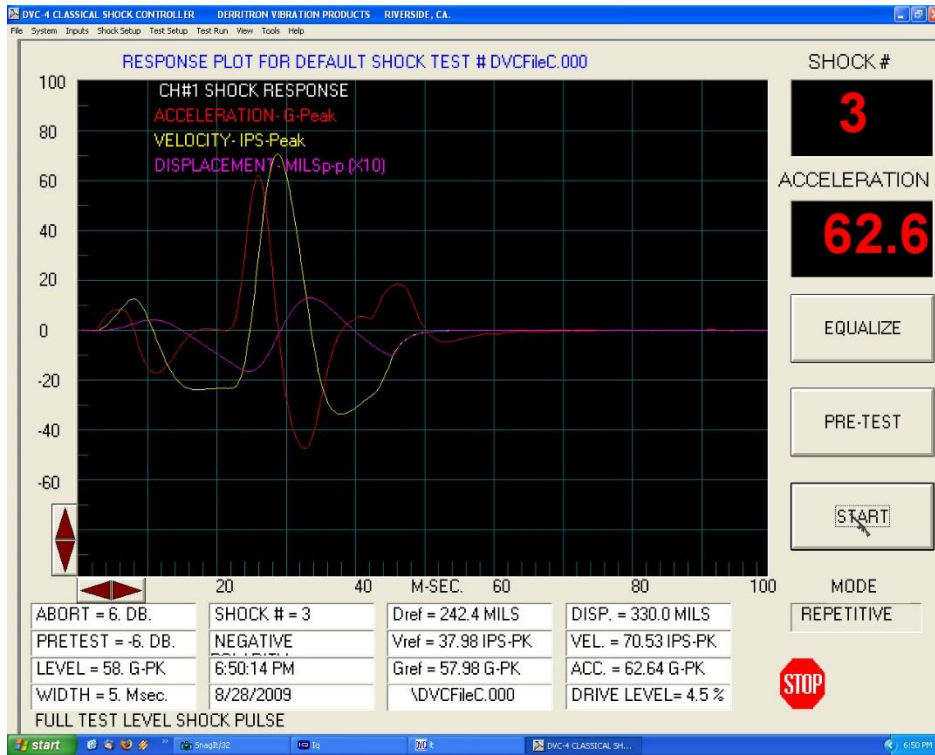 DVC-4 CLASSICAL SHOCK CONTROLLER DERRITRON VIBRATION PRODUCTS RIVERSIDE, CA.
File System Inputs Shock Setup Test Setup Test Run View Tools Help
RESPONSE PLOT FOR DEFAULT SHOCK TEST # DVCFileC.000
SHOCK #
3
ACCELERATION
62.6
CH#1 SHOCK RESPONSE
ACCELERATION- G-Peak
VELOCITY- IPS-Peak
DISPLACEMENT- MILSp-p (X10)
100
80
60
40
20
0
-20
-40
-60
EQUALIZE
PRE-TEST
START
20 40 M-SEC. 60 80 100
MODE
REPETITIVE
ABORT = 6. DB. SHOCK # = 3 Dref = 242.4 MILS DISP. = 330.0 MILS
PRETEST = -6. DB. NEGATIVE Vref = 37.98 IPS-PK VEL. = 70.53 IPS-PK
LEVEL = 58. G-PK 6:50:14 PM Gref = 57.98 G-PK ACC. = 62.64 G-PK
WIDTH = 5. Msec. 8/28/2009 \DVCFileC.000 DRIVE LEVEL= 4.5 %
STOP
FULL TEST LEVEL SHOCK PULSE
start SnagIt/32 DVC-4 CLASSICAL SH... 6:50 PM